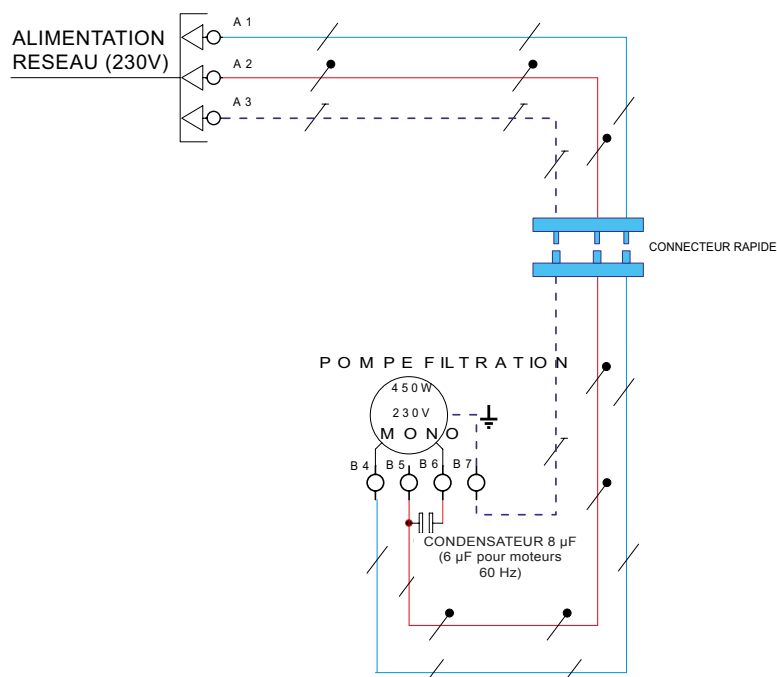 ALIMENTATION
RESEAU (230V)
A 1
A 2
A 3
CONNECTEUR RAPIDE
POMPE FILTRATION
450W
230V
MONO
B 4
B 5
B 6
B 7
CONDENSATEUR 8 µF
(6 µF pour moteurs
60 Hz)